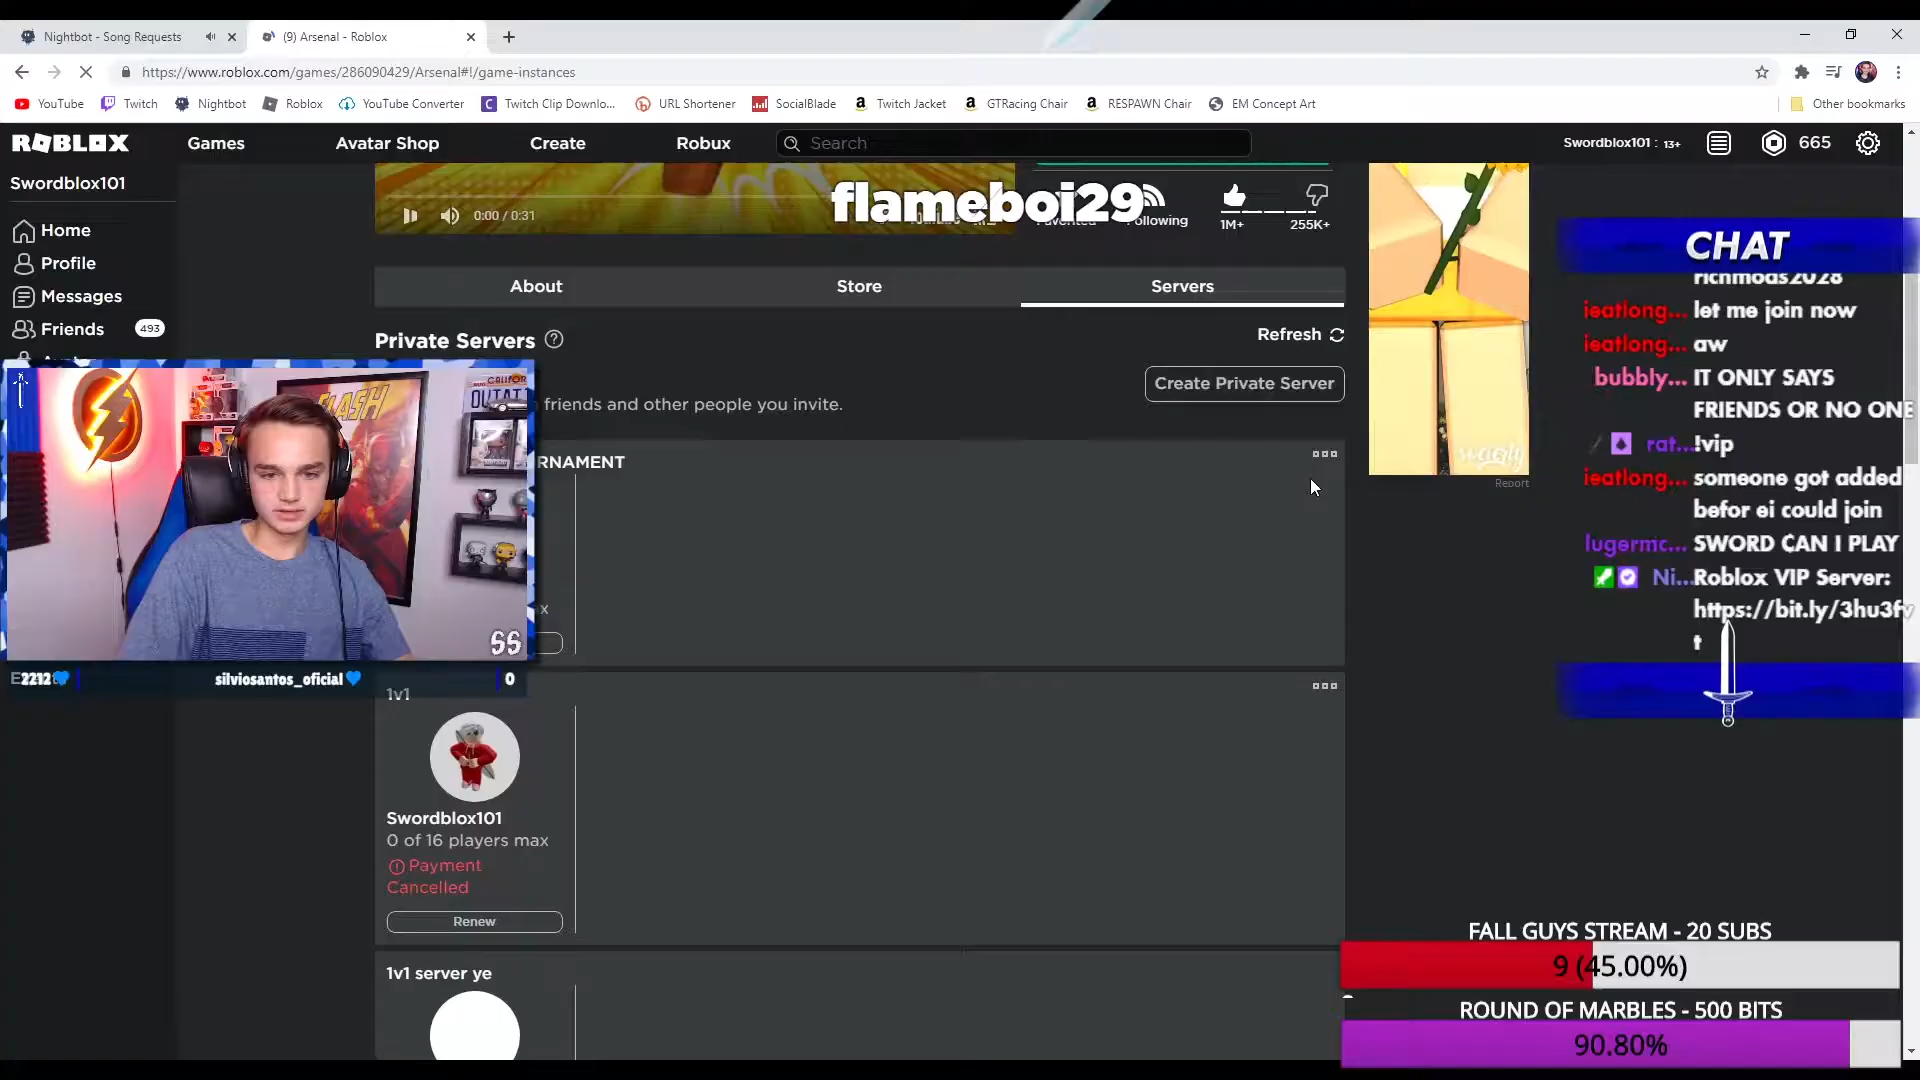 Nightbot - Song Requests
(9) Arsenal - Roblox
https://www.roblox.com/games/286090429/Arsenal#!/game-instances
YouTube
Twitch
Nightbot
Roblox
YouTube Converter
Twitch Clip Downlo...
URL Shortener
SocialBlade
Twitch Jacket
GTRacing Chair
RESPAWN Chair
EM Concept Art
Other bookmarks
ROBLOX
Games
Avatar Shop
Create
Robux
Search
Swordblox101 : 13+
665
Swordblox101
Home
Profile
Messages
Friends
493
0:00 / 0:31
flameboi29
Favorited
Following
1M+
255K+
About
Store
Servers
Private Servers
Refresh
Create Private Server
friends and other people you invite.
RNAMENT
FLASH
OUTATI
SS
2212
silviosantos_oficial
0
1v1
Swordblox101
0 of 16 players max
Payment
Cancelled
Renew
1v1 server ye
Report
CHAT
richmods2028
ieatlong... let me join now
ieatlong... aw
bubbly... IT ONLY SAYS
FRIENDS OR NO ONE
rat... !vip
ieatlong... someone got added
befor ei could join
lugermc... SWORD CAN I PLAY
Ni... Roblox VIP Server:
https://bit.ly/3hu3fv
t
FALL GUYS STREAM - 20 SUBS
9 (45.00%)
ROUND OF MARBLES - 500 BITS
90.80%